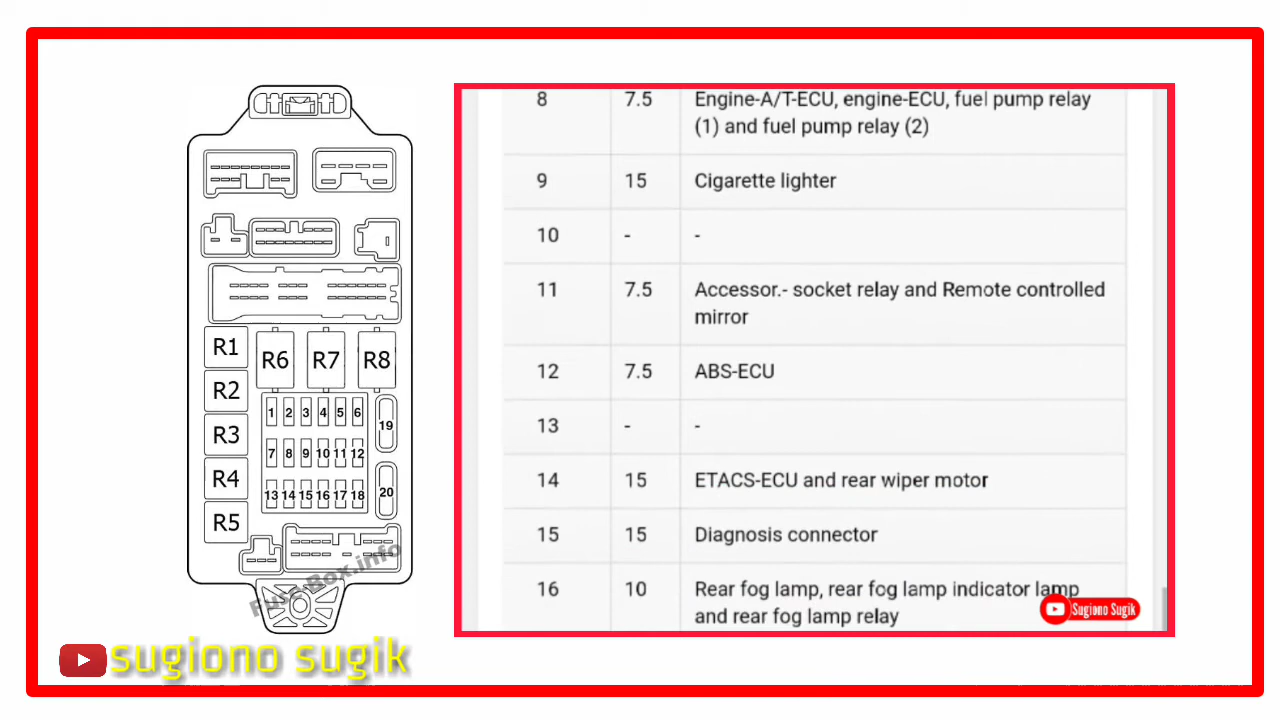 R1
R2
R3
R4
R5
R6 R7 R8
1 2 3 4 5 6
7 8 9 10 11 12
13 14 15 16 17 18
19
20
Fuse-Box.info
sugiono sugik
8 7.5 Engine-A/T-ECU, engine-ECU, fuel pump relay
(1) and fuel pump relay (2)
9 15 Cigarette lighter
10 - -
11 7.5 Accessor.- socket relay and Remote controlled
mirror
12 7.5 ABS-ECU
13 - -
14 15 ETACS-ECU and rear wiper motor
15 15 Diagnosis connector
16 10 Rear fog lamp, rear fog lamp indicator lamp
and rear fog lamp relay
Sugiono Sugik